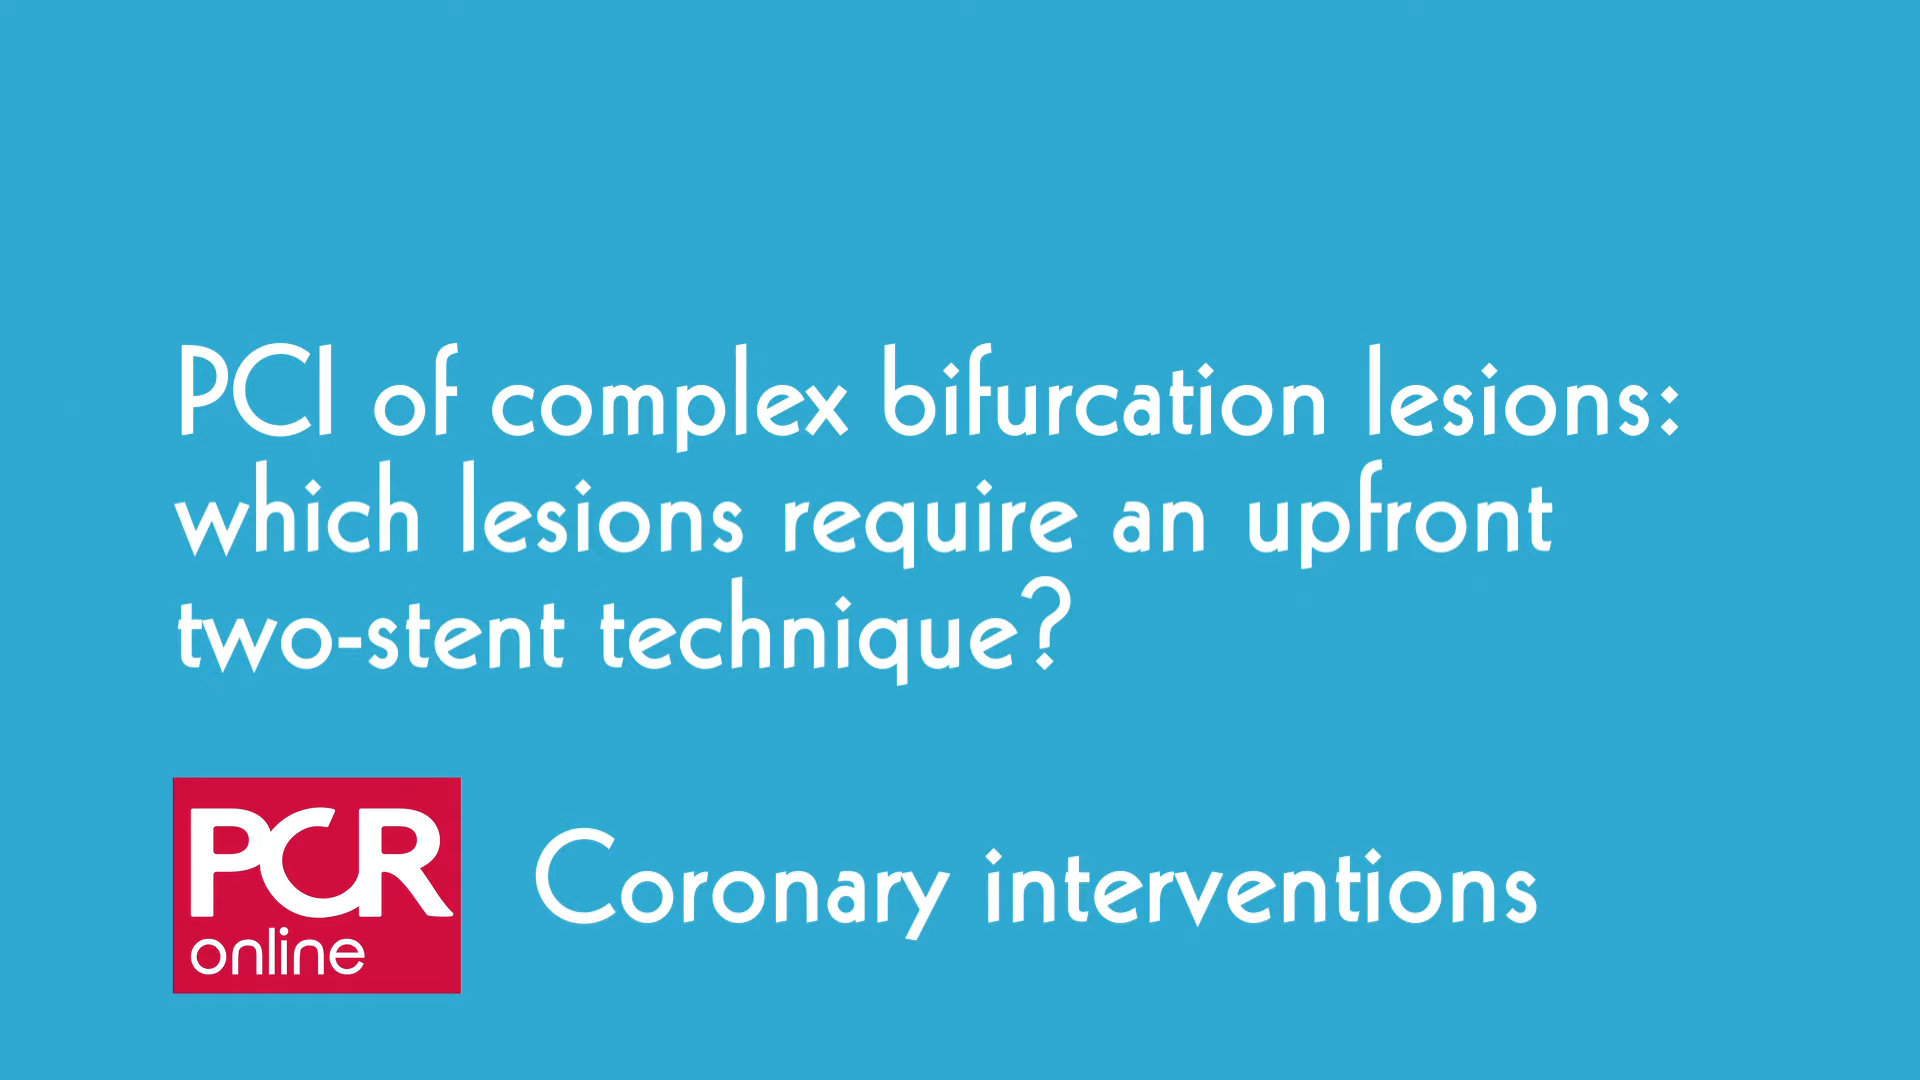 PCI of complex bifurcation lesions:
which lesions require an upfront
two-stent technique?
PCR
online
Coronary interventions